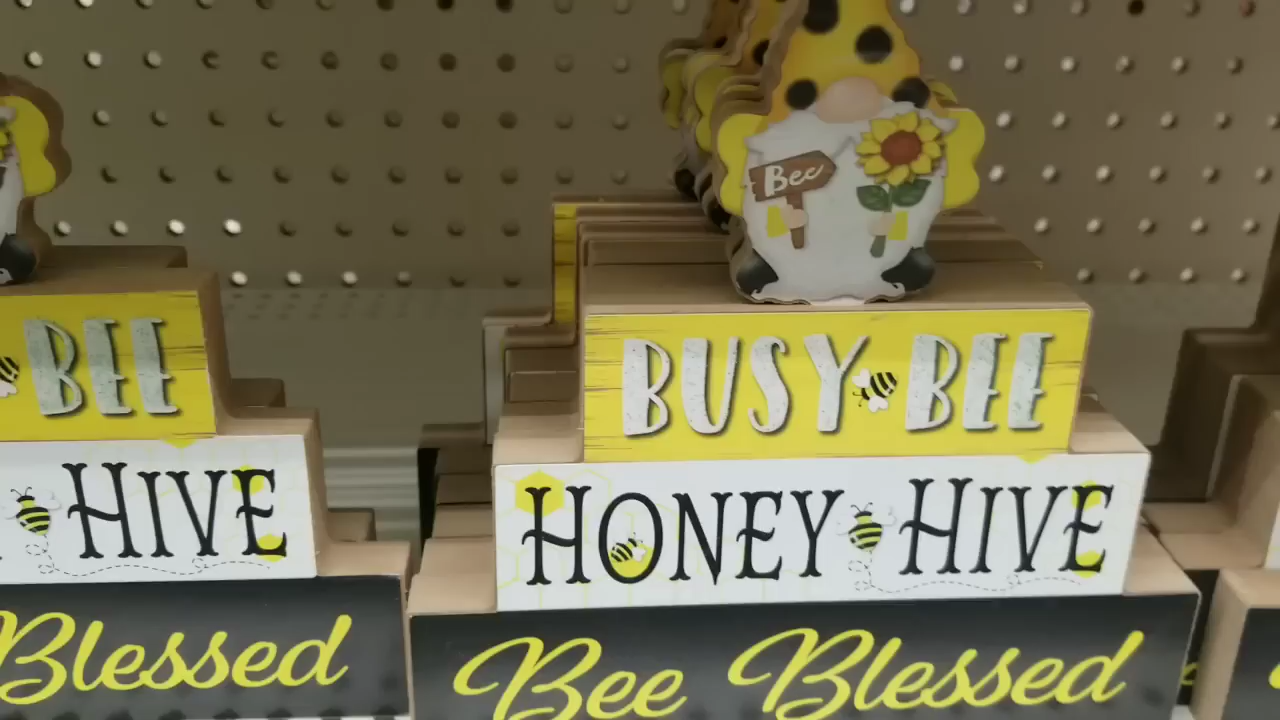 Bee
BEE
BUSY BEE
HIVE
HONEY HIVE
Blessed
Bee Blessed